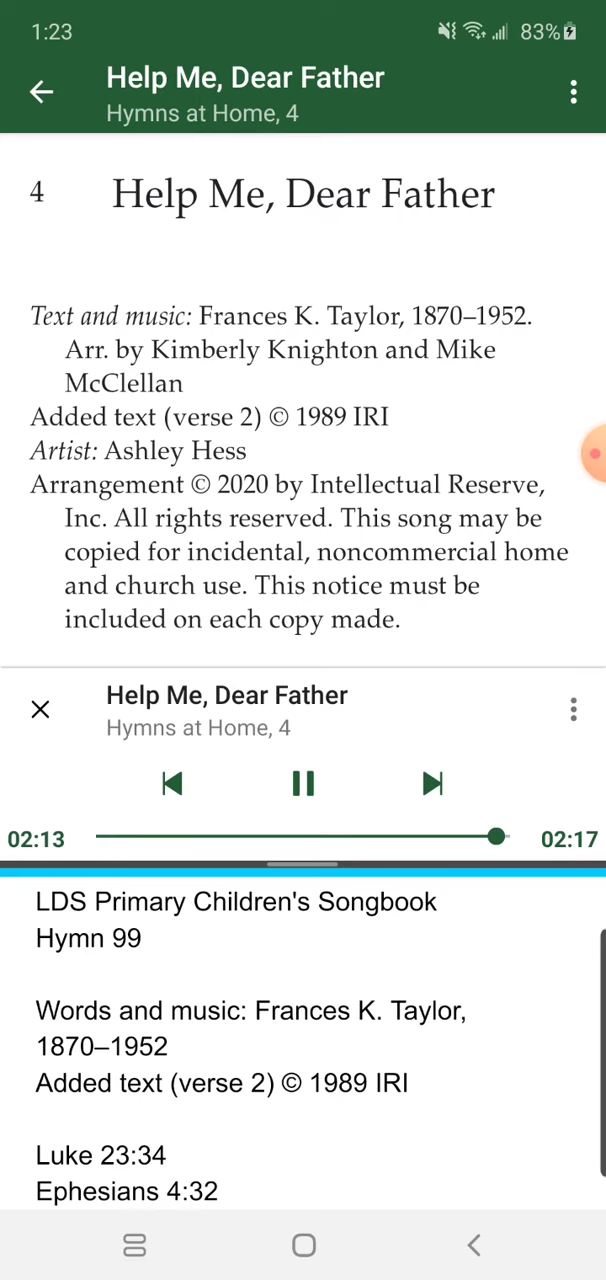 1:23
83%
Help Me, Dear Father
Hymns at Home, 4
4 Help Me, Dear Father
Text and music: Frances K. Taylor, 1870–1952.
Arr. by Kimberly Knighton and Mike
McClellan
Added text (verse 2) © 1989 IRI
Artist: Ashley Hess
Arrangement © 2020 by Intellectual Reserve,
Inc. All rights reserved. This song may be
copied for incidental, noncommercial home
and church use. This notice must be
included on each copy made.
Help Me, Dear Father
Hymns at Home, 4
02:13 02:17
LDS Primary Children's Songbook
Hymn 99
Words and music: Frances K. Taylor,
1870–1952
Added text (verse 2) © 1989 IRI
Luke 23:34
Ephesians 4:32